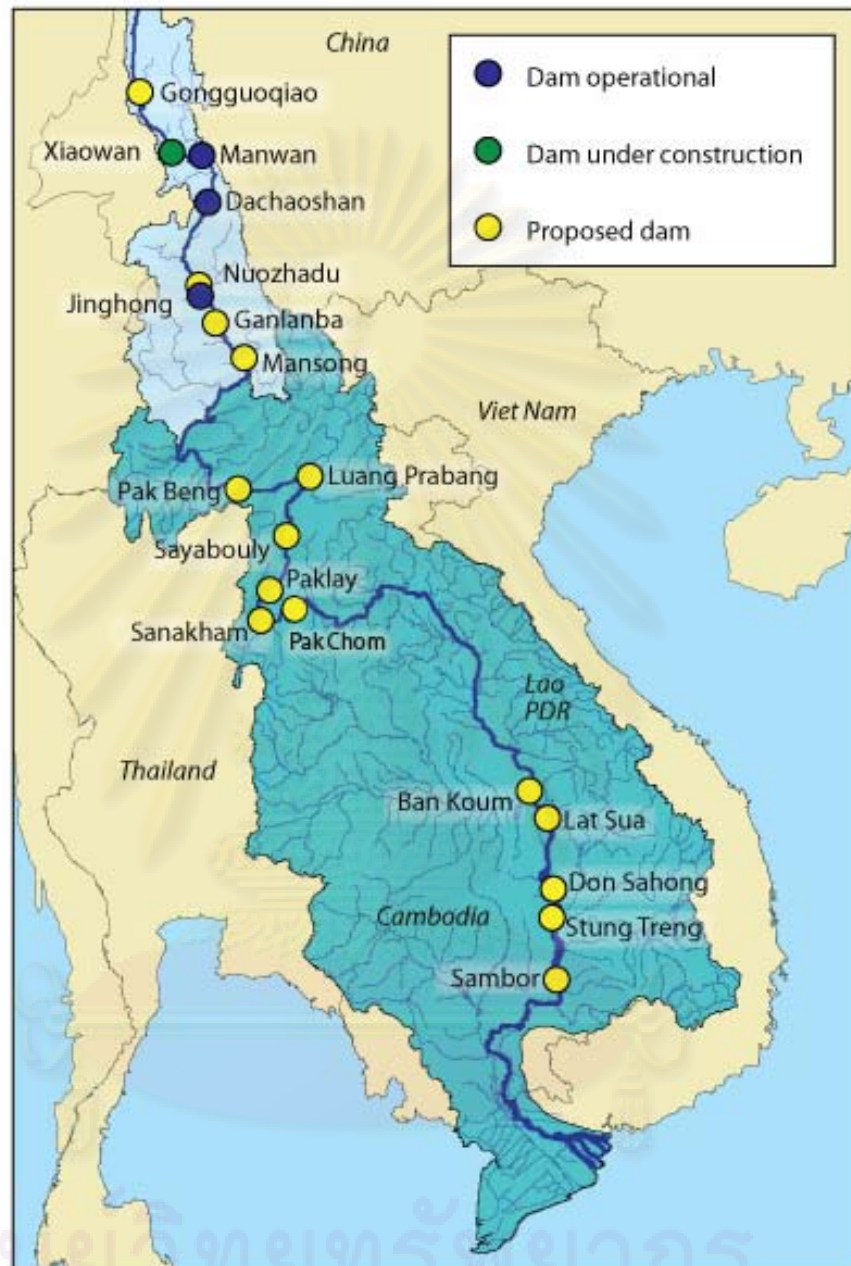 China
Dam operational
Dam under construction
Proposed dam
Gongguoqiao
Xiaowan
Manwan
Dachaoshan
Nuozhadu
Jinghong
Ganlanba
Mansong
Viet Nam
Pak Beng
Luang Prabang
Sayabouly
Paklay
Sanakham
Pak Chom
Lao
PDR
Thailand
Ban Koum
Lat Sua
Don Sahong
Cambodia
Stung Treng
Sambor